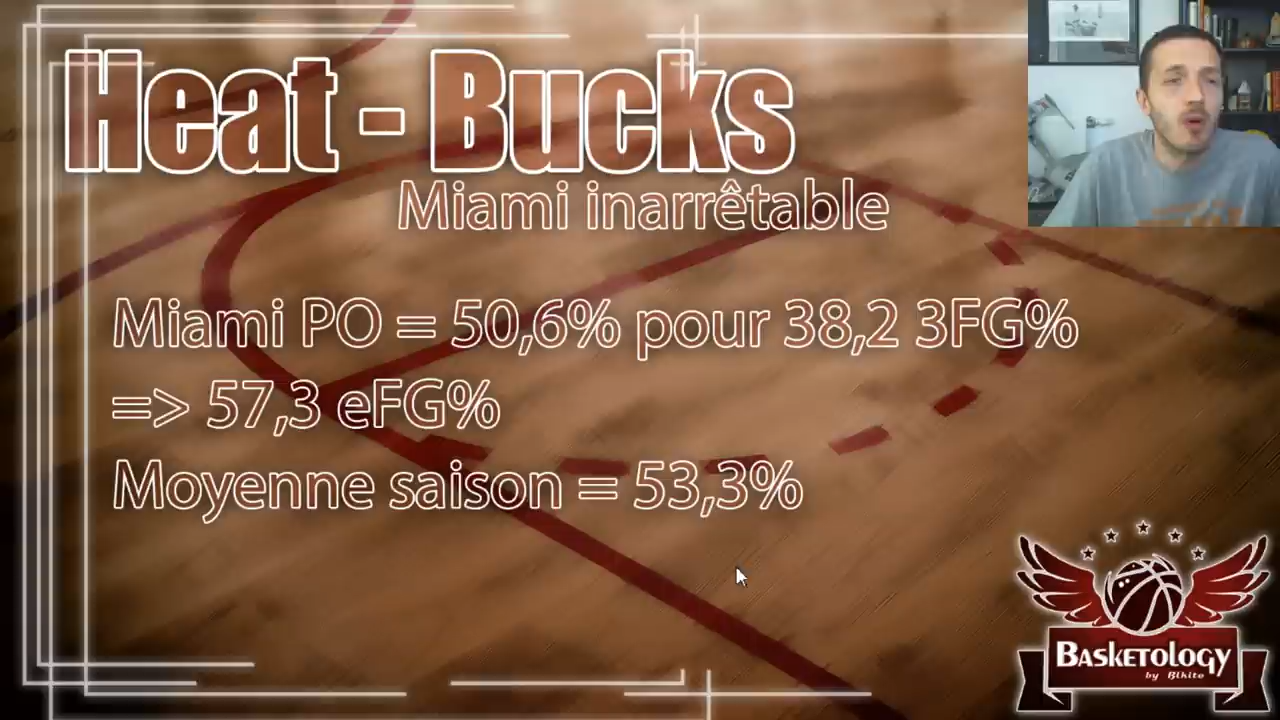 Heat - Bucks
Miami inarrêtable
Miami PO = 50,6% pour 38,2 3FG%
=> 57,3 eFG%
Moyenne saison = 53,3%
Basketology
by Bikito